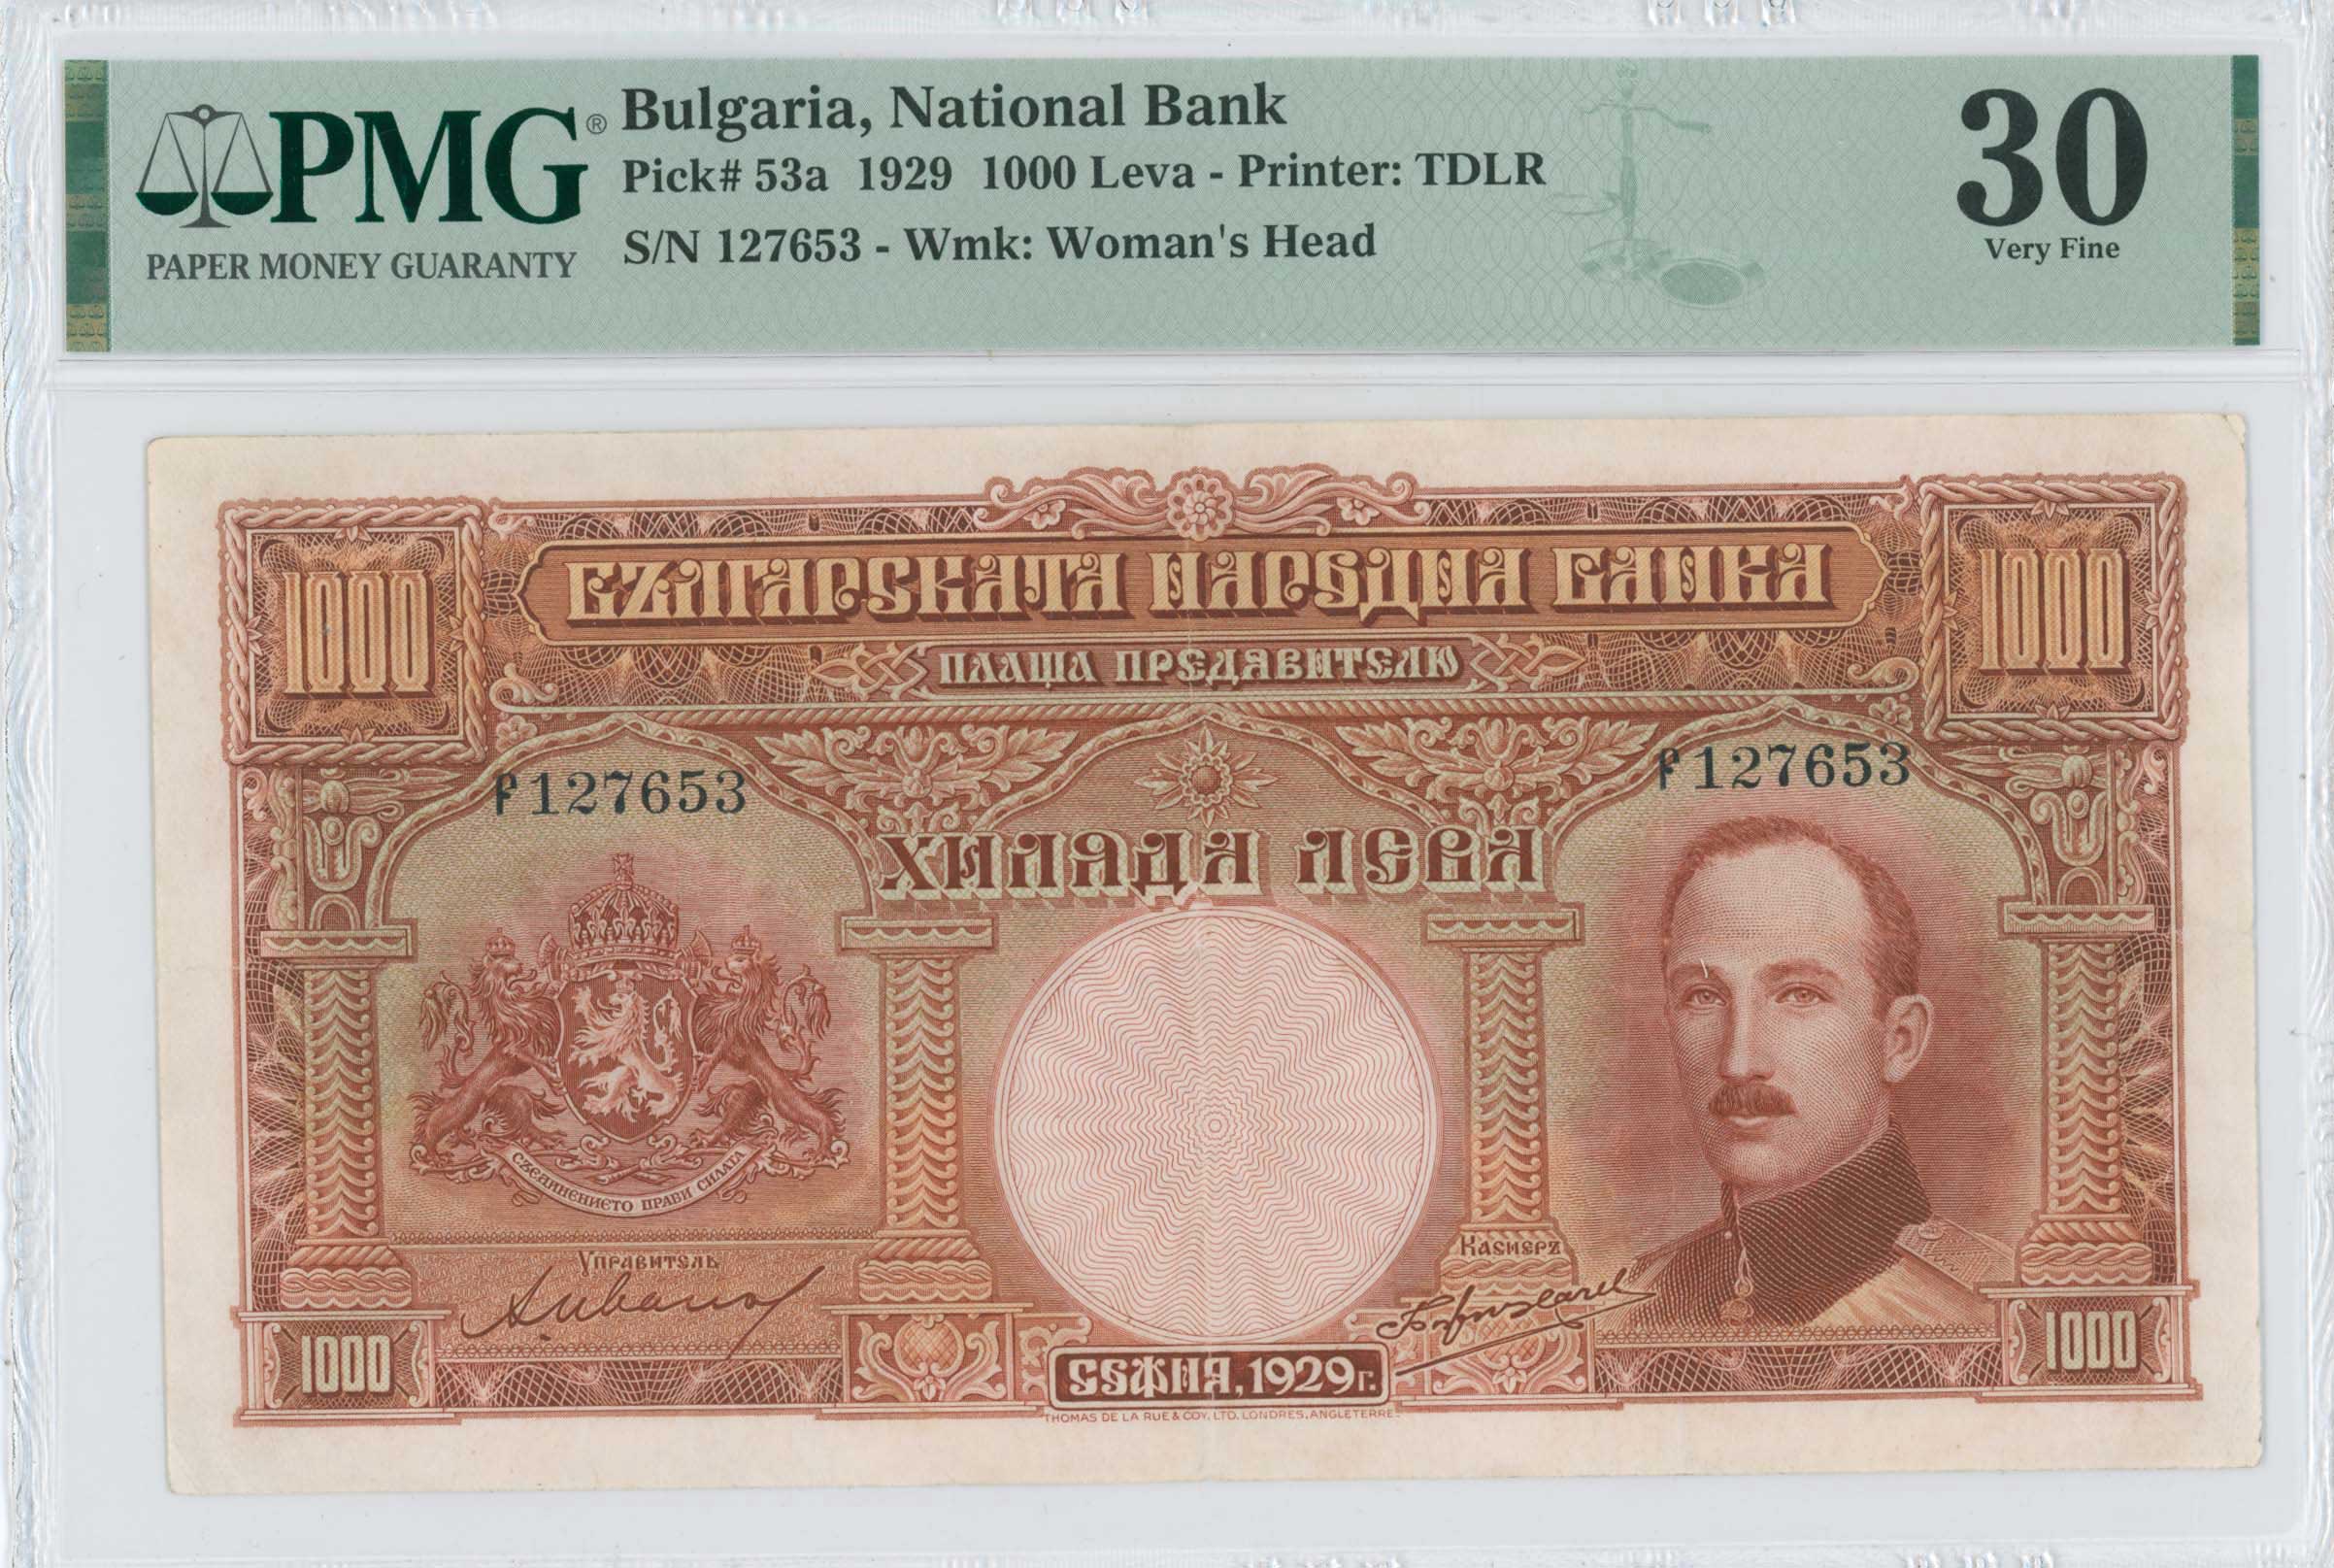 PMG®
PAPER MONEY GUARANTY
Bulgaria, National Bank
Pick# 53a 1929 1000 Leva - Printer: TDLR
S/N 127653 - Wmk: Woman's Head
30
Very Fine
1000
БЪЛГАРСКАТА НАРОДНА БАНКА
1000
ПЛАЩА ПРЕДЯВИТЕЛЮ
127653
127653
ХИЛЯДА ЛЕВА
СЪЕДИНЕНИЕТО ПРАВИ СИЛАТА
Управитель
Касиеръ
1000
СОФИЯ, 1929г.
1000
THOMAS DE LA RUE & COY. LTD. LONDRES, ANGLETERRE.